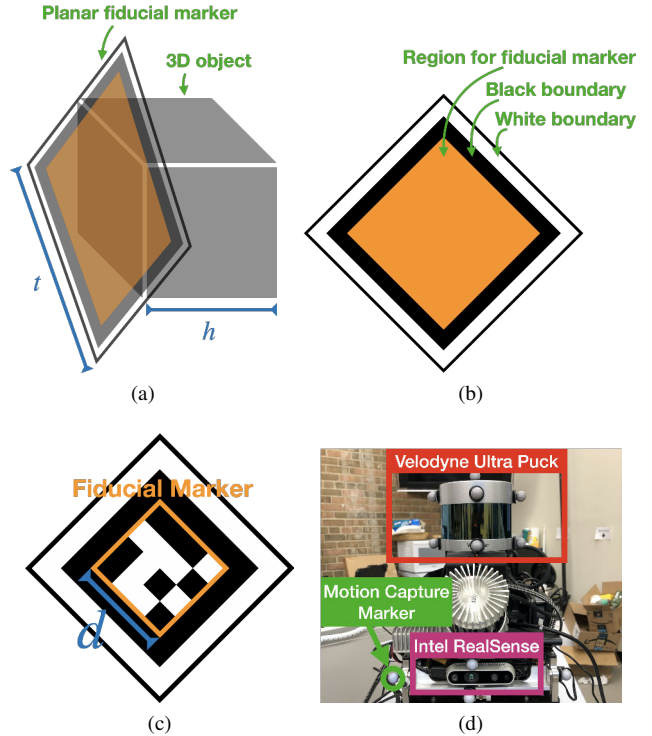 Planar fiducial marker
3D object
t
h
(a)
Region for fiducial marker
Black boundary
White boundary
(b)
Fiducial Marker
d
(c)
Velodyne Ultra Puck
Motion Capture
Marker
Intel RealSense
(d)